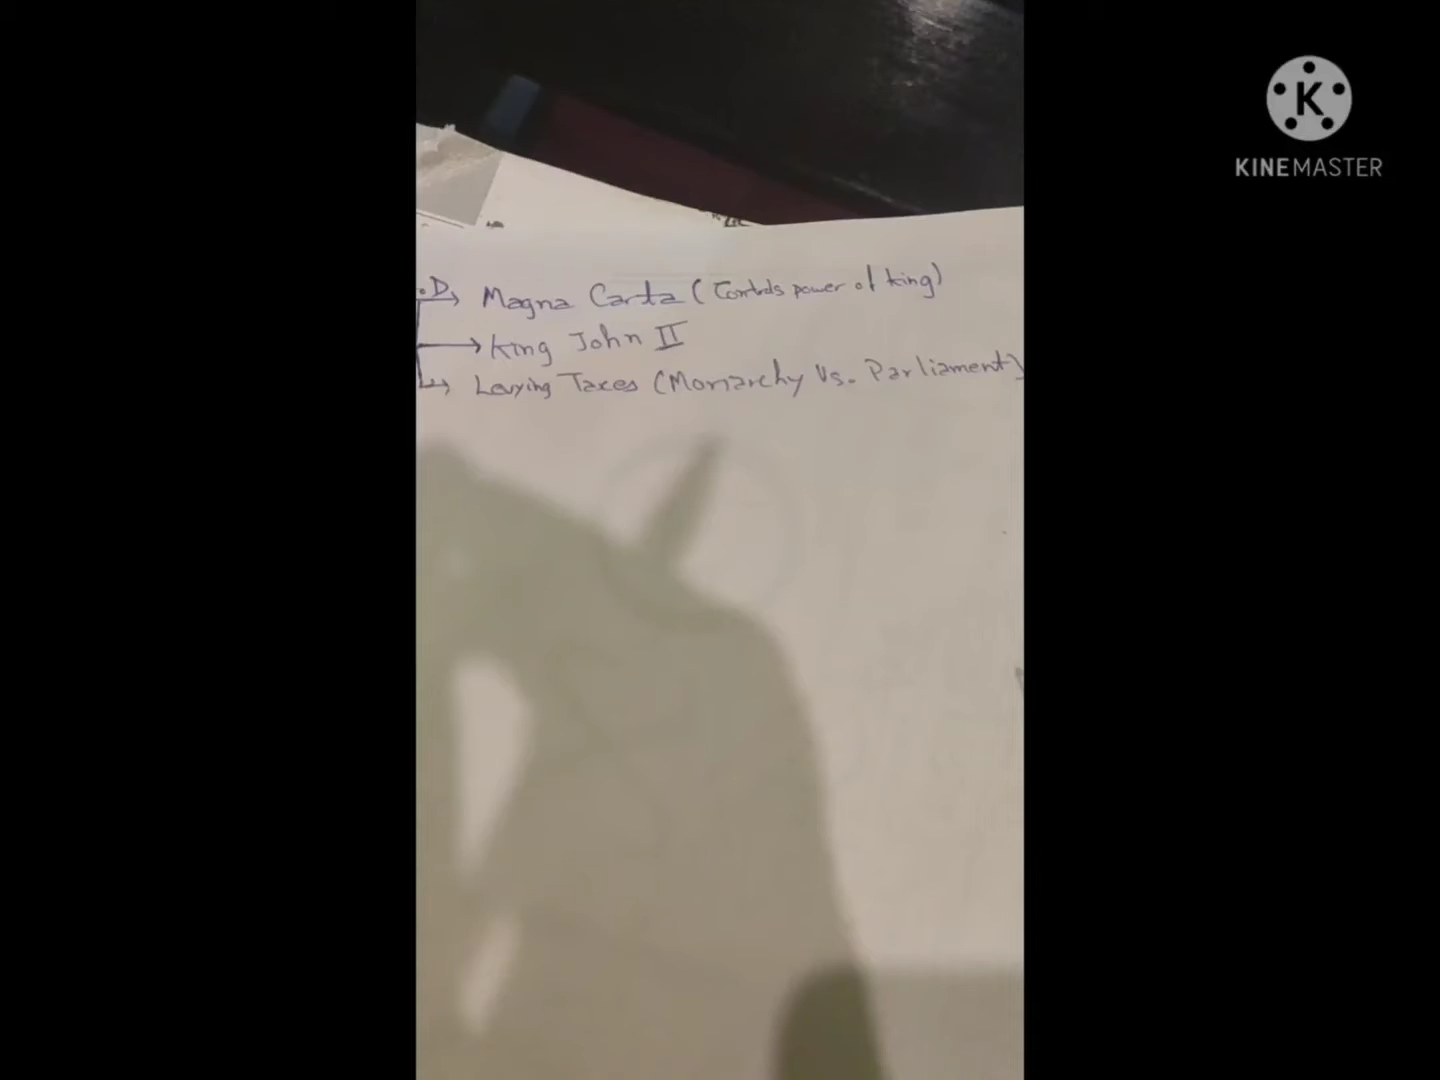 KINEMASTER
.D → Magna Carta (Controls power of king)
→ King John II
→ Levying Taxes (Monarchy Vs. Parliament)